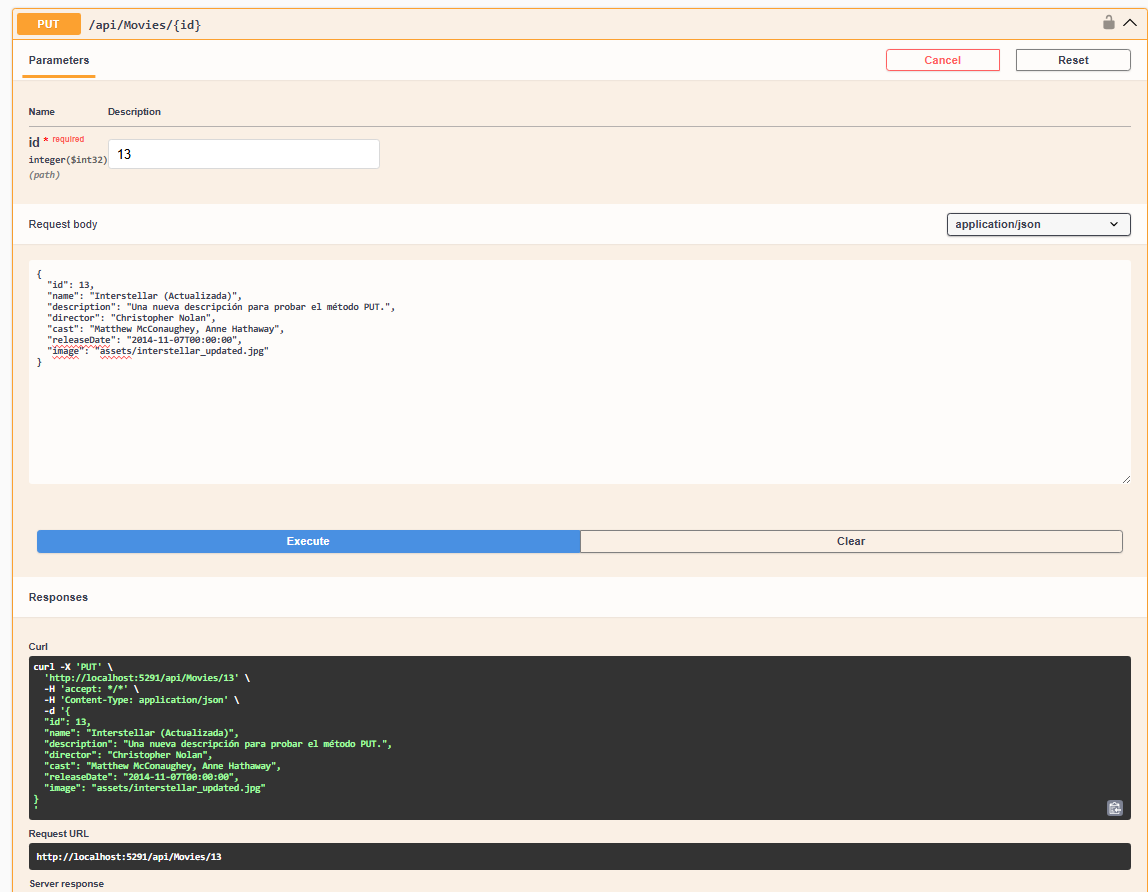 PUT /api/Movies/{id}
Parameters
Cancel
Reset
Name Description
id * required
integer($int32)
(path)
13
Request body
application/json
{
  "id": 13,
  "name": "Interstellar (Actualizada)",
  "description": "Una nueva descripción para probar el método PUT.",
  "director": "Christopher Nolan",
  "cast": "Matthew McConaughey, Anne Hathaway",
  "releaseDate": "2014-11-07T00:00:00",
  "image": "assets/interstellar_updated.jpg"
}
Execute
Clear
Responses
Curl
curl -X 'PUT' \
  'http://localhost:5291/api/Movies/13' \
  -H 'accept: */*' \
  -H 'Content-Type: application/json' \
  -d '{
  "id": 13,
  "name": "Interstellar (Actualizada)",
  "description": "Una nueva descripción para probar el método PUT.",
  "director": "Christopher Nolan",
  "cast": "Matthew McConaughey, Anne Hathaway",
  "releaseDate": "2014-11-07T00:00:00",
  "image": "assets/interstellar_updated.jpg"
}
'
Request URL
http://localhost:5291/api/Movies/13
Server response